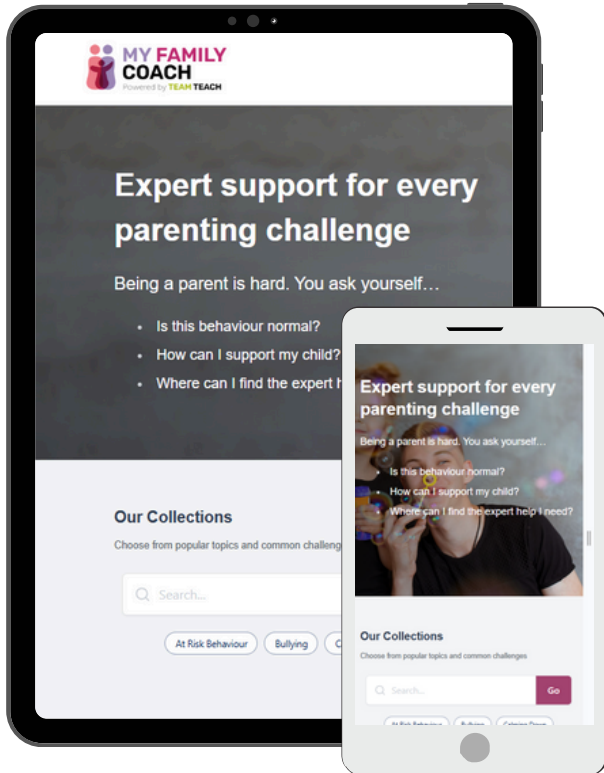 MY FAMILY
COACH
Powered by TEAM TEACH
Expert support for every
parenting challenge
Being a parent is hard. You ask yourself…
• Is this behaviour normal?
• How can I support my child?
• Where can I find the expert h
Our Collections
Choose from popular topics and common challeng
Search...
At Risk Behaviour
Bullying
C
Expert support for every
parenting challenge
Being a parent is hard. You ask yourself…
• Is this behaviour normal?
• How can I support my child?
• Where can I find the expert help I need?
Our Collections
Choose from popular topics and common challenges
Search...
Go
At Risk Behaviour
Bullying
Calming Down